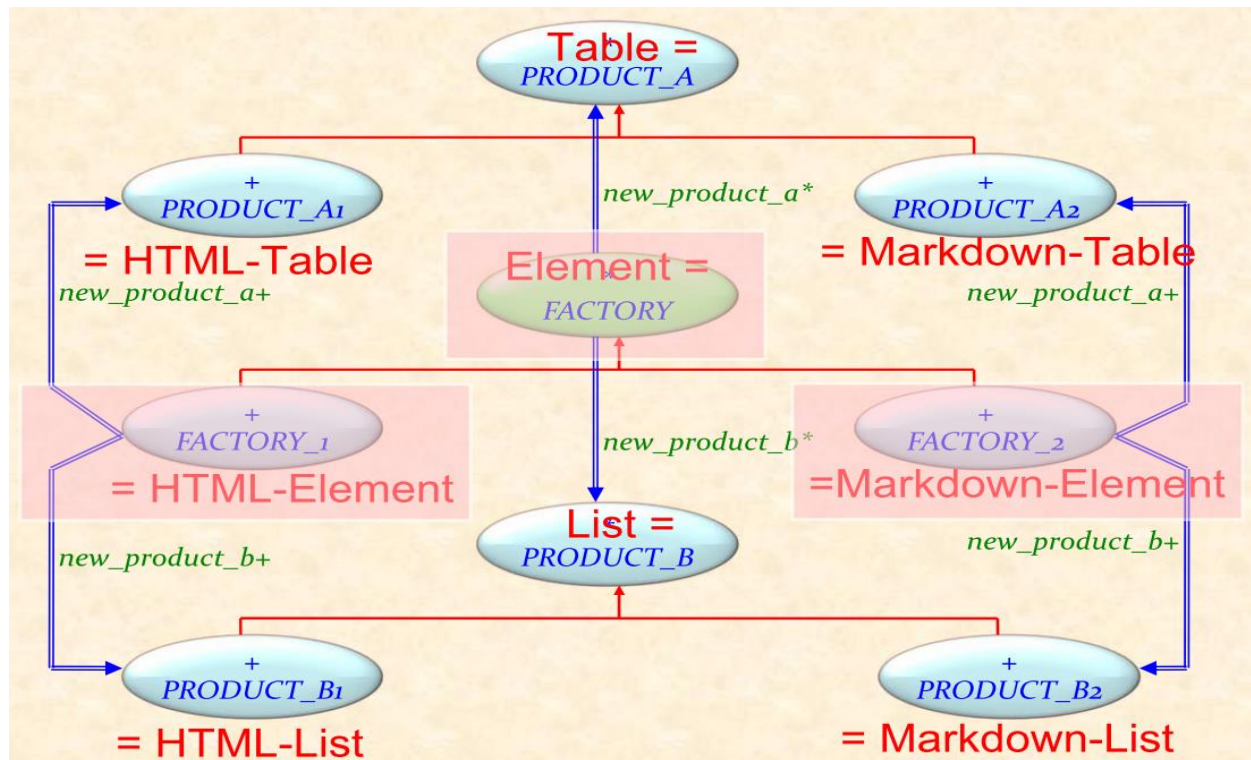 Table =
PRODUCT_A
+
PRODUCT_A1
= HTML-Table
new_product_a*
+
PRODUCT_A2
= Markdown-Table
new_product_a+
Element =
*
FACTORY
new_product_a+
+
FACTORY_1
= HTML-Element
new_product_b*
+
FACTORY_2
=Markdown-Element
new_product_b+
List =
PRODUCT_B
new_product_b+
+
PRODUCT_B1
= HTML-List
+
PRODUCT_B2
= Markdown-List